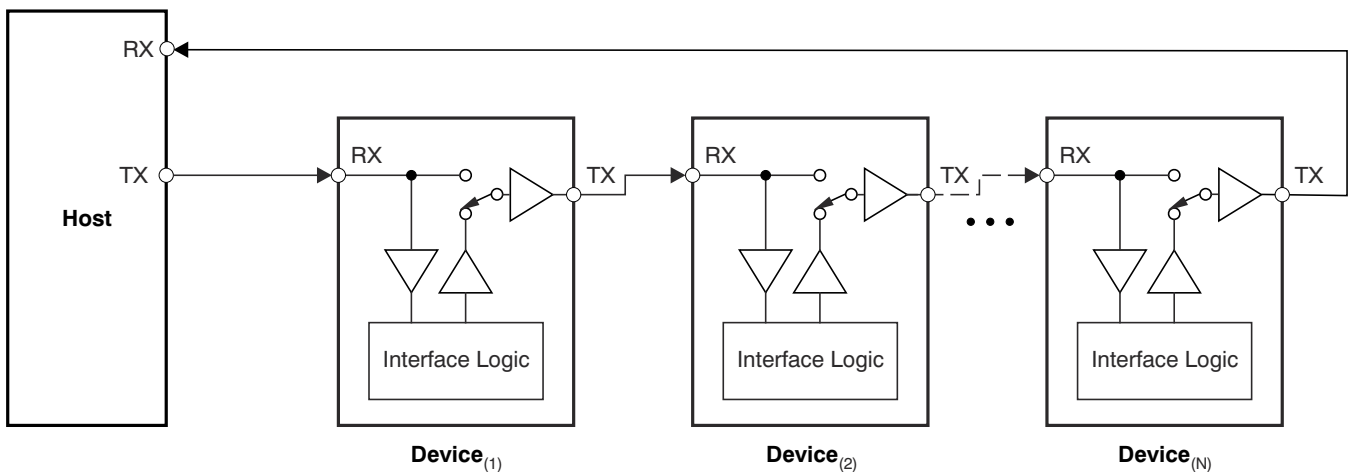 RX
TX
Host
RX
TX
Interface Logic
Device(1)
RX
TX
Interface Logic
Device(2)
• • •
RX
TX
Interface Logic
Device(N)